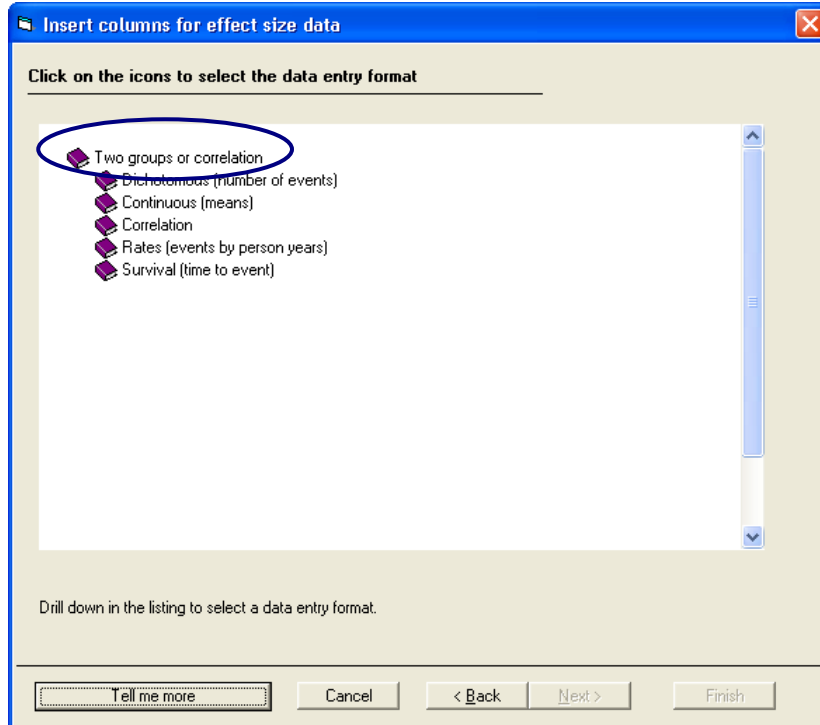 Insert columns for effect size data
Click on the icons to select the data entry format
Two groups or correlation
Dichotomous (number of events)
Continuous (means)
Correlation
Rates (events by person years)
Survival (time to event)
Drill down in the listing to select a data entry format.
Tell me more Cancel < Back Next > Finish